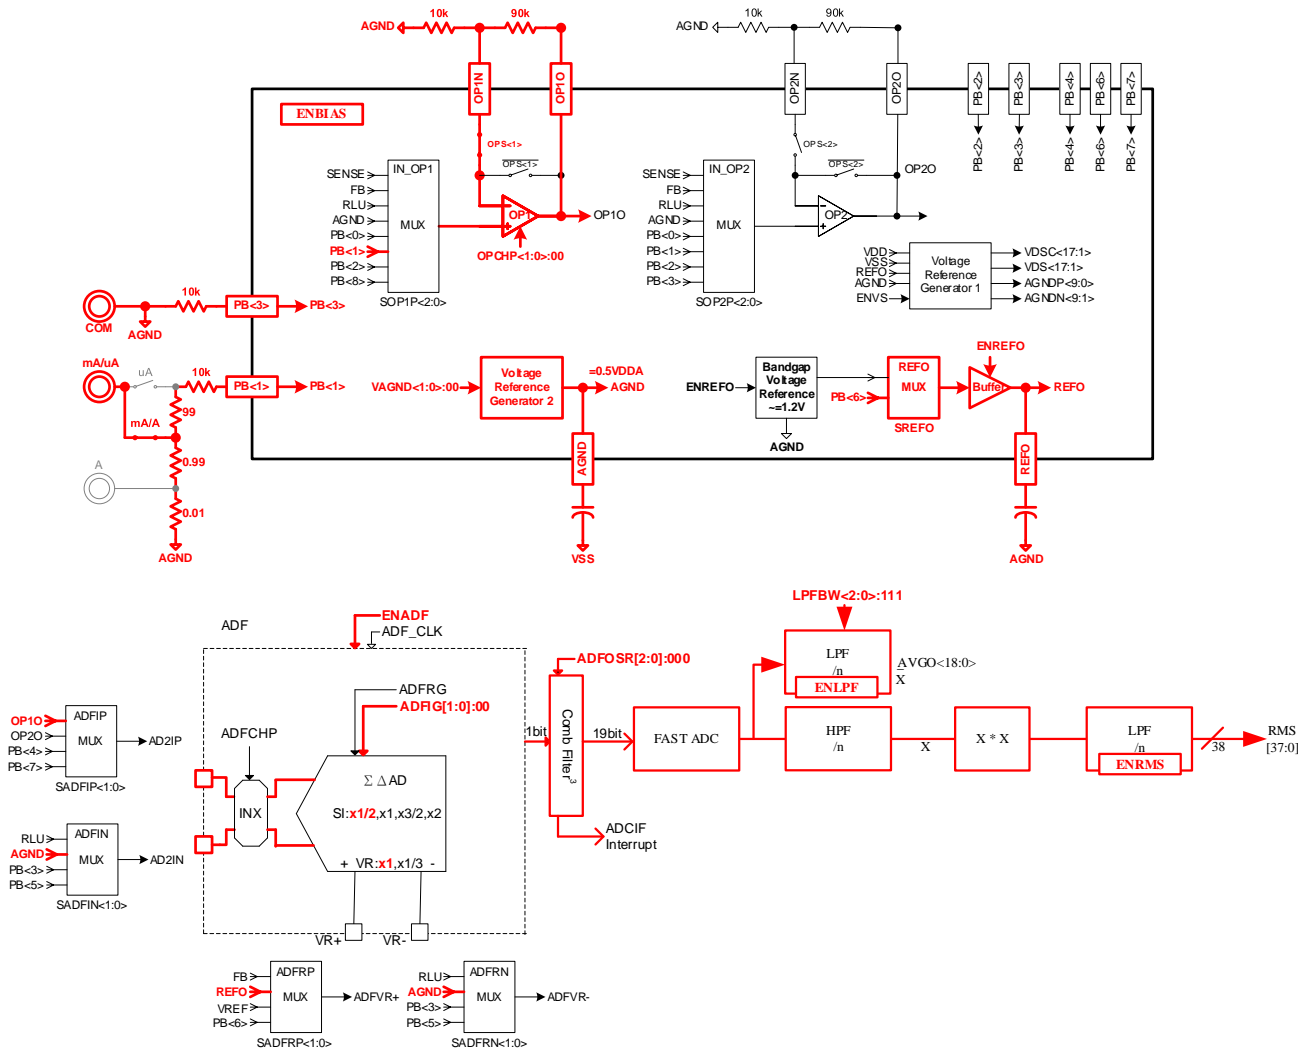 10k
90k
AGND
OP1N
OP1O
10k
90k
AGND
OP2N
OP2O
PB<2>
PB<3>
PB<4>
PB<6>
PB<7>
PB<2>
PB<3>
PB<4>
PB<6>
PB<7>
ENBIAS
OPS<1>
OPS<1>
IN_OP1
MUX
SENSE
FB
RLU
AGND
PB<0>
PB<1>
PB<2>
PB<8>
SOP1P<2:0>
OP1
OP1O
OPCHP<1:0>:00
OPS<2>
OPS<2>
OP2O
IN_OP2
MUX
SENSE
FB
RLU
AGND
PB<0>
PB<1>
PB<2>
PB<3>
SOP2P<2:0>
OP2
VDD
VSS
REFO
AGND
ENVS
Voltage
Reference
Generator 1
VDSC<17:1>
VDS<17:1>
AGNDP<9:0>
AGNDN<9:1>
COM
AGND
10k
PB<3>
PB<3>
mA/uA
uA
10k
PB<1>
PB<1>
99
mA/A
0.99
A
0.01
AGND
VAGND<1:0>:00
Voltage
Reference
Generator 2
=0.5VDDA
AGND
AGND
VSS
ENREFO
Bandgap
Voltage
Reference
~=1.2V
AGND
PB<6>
REFO
MUX
SREFO
ENREFO
Buffer
REFO
REFO
AGND
ADF
ENADF
ADF_CLK
ADFRG
ADFIG[1:0]:00
ADFCHP
INX
Σ Δ AD
SI:x1/2,x1,x3/2,x2
+ VR:x1,x1/3 -
VR+
VR-
OP1O
OP2O
PB<4>
PB<7>
ADFIP
MUX
AD2IP
SADFIP<1:0>
RLU
AGND
PB<3>
PB<5>
ADFIN
MUX
AD2IN
SADFIN<1:0>
FB
REFO
VREF
PB<6>
ADFRP
MUX
ADFVR+
SADFRP<1:0>
RLU
AGND
PB<3>
PB<5>
ADFRN
MUX
ADFVR-
SADFRN<1:0>
1bit
ADFOSR[2:0]:000
Comb Filter3
19bit
ADCIF
Interrupt
FAST ADC
LPFBW<2:0>:111
LPF
/n
ENLPF
AVGO<18:0>
X
HPF
/n
X
X * X
LPF
/n
ENRMS
38
RMS
[37:0]